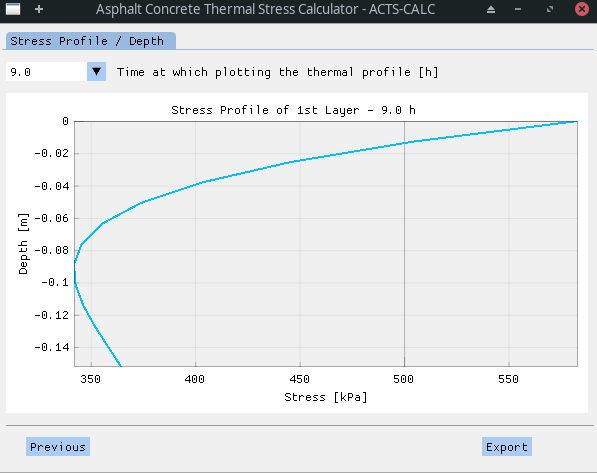 Asphalt Concrete Thermal Stress Calculator - ACTS-CALC
Stress Profile / Depth
9.0 Time at which plotting the thermal profile [h]
Stress Profile of 1st Layer - 9.0 h
0
-0.02
-0.04
-0.06
-0.08
-0.1
-0.12
-0.14
Depth [m]
350 400 450 500 550
Stress [kPa]
Previous Export